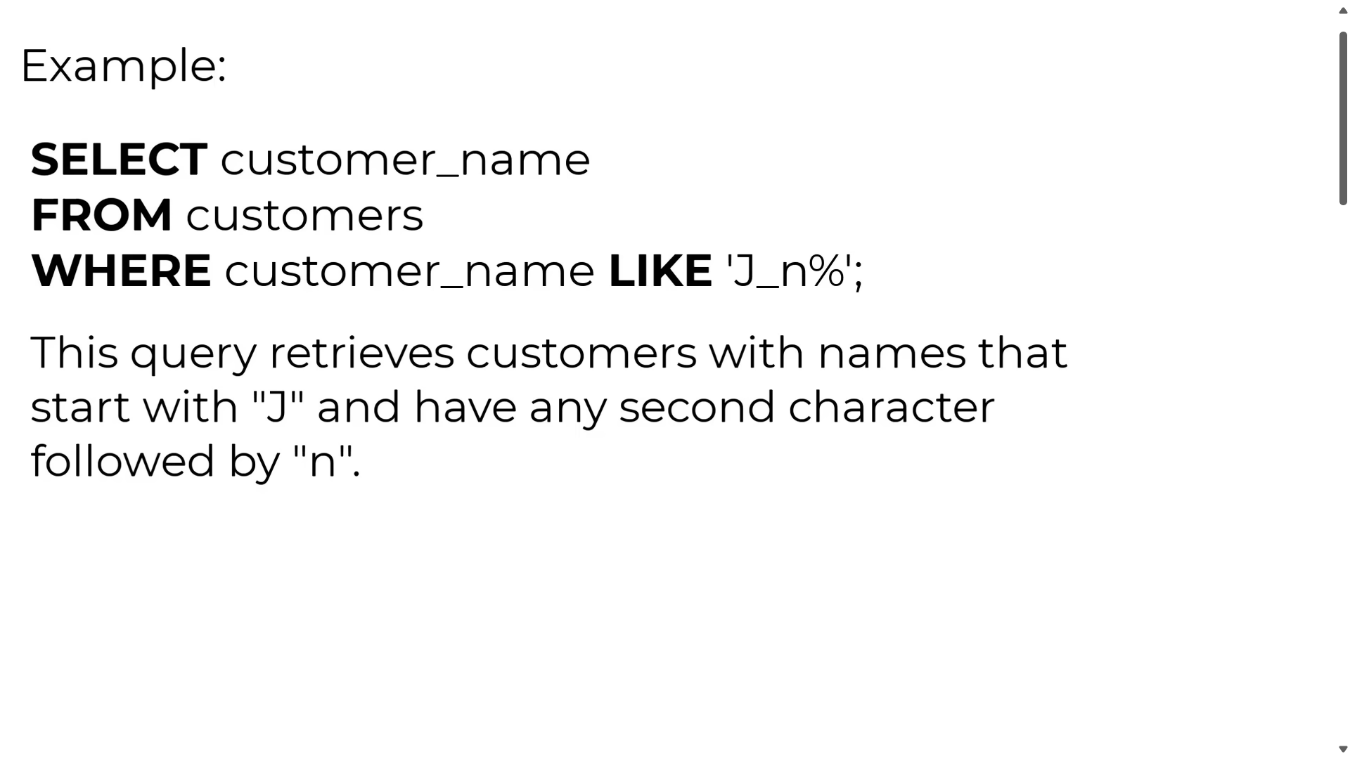 Example:
SELECT customer_name
FROM customers
WHERE customer_name LIKE 'J_n%';
This query retrieves customers with names that
start with "J" and have any second character
followed by "n".